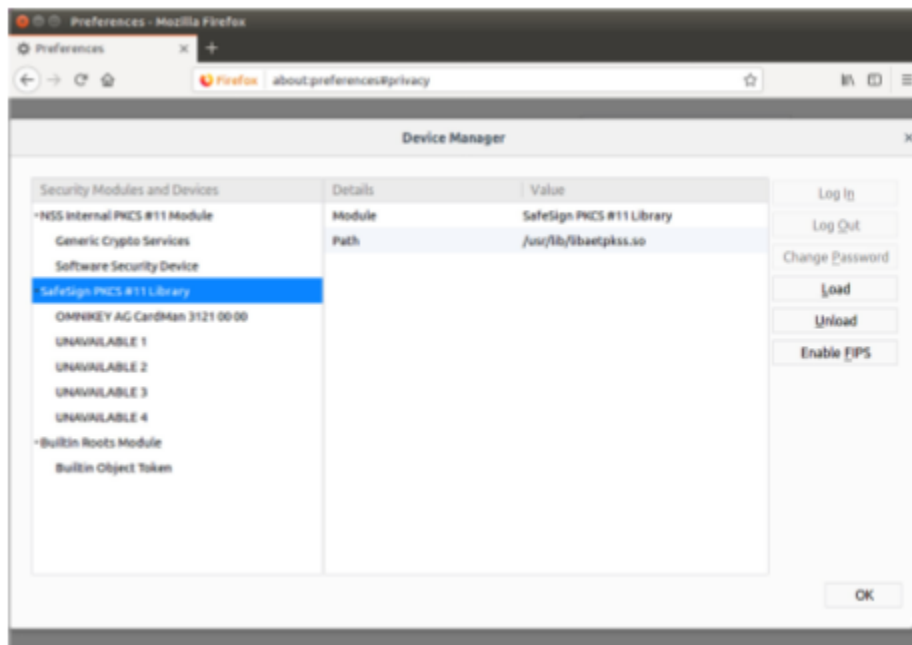 Preferences - Mozilla Firefox
Preferences
Firefox about:preferences#privacy
Device Manager
Security Modules and Devices Details Value
NSS Internal PKCS #11 Module Module SafeSign PKCS #11 Library
Generic Crypto Services Path /usr/lib/libaetpkss.so
Software Security Device
SafeSign PKCS #11 Library
OMNIKEY AG CardMan 3121 00 00
UNAVAILABLE 1
UNAVAILABLE 2
UNAVAILABLE 3
UNAVAILABLE 4
Builtin Roots Module
Builtin Object Token
Log In
Log Out
Change Password
Load
Unload
Enable FIPS
OK